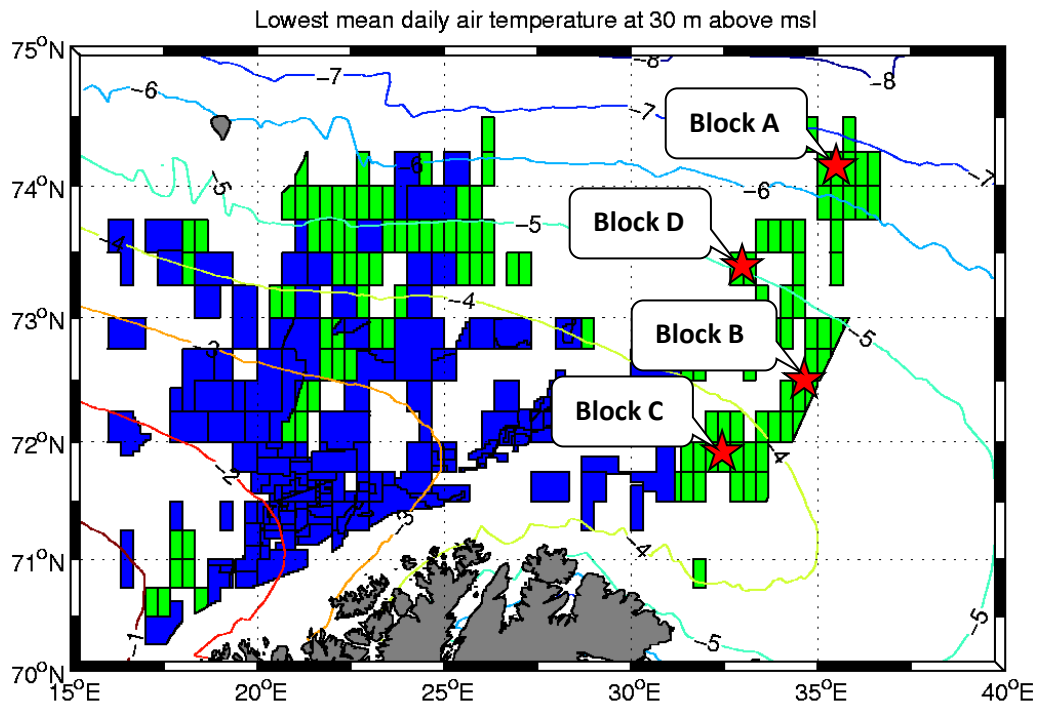 Lowest mean daily air temperature at 30 m above msl
75°N
74°N
73°N
72°N
71°N
70°N
15°E
20°E
25°E
30°E
35°E
40°E
−8
−8
−7
−7
−7
−6
−6
−6
−5
−5
−5
−5
−5
−4
−4
−4
−4
−3
−3
−2
−1
Block A
Block D
Block B
Block C